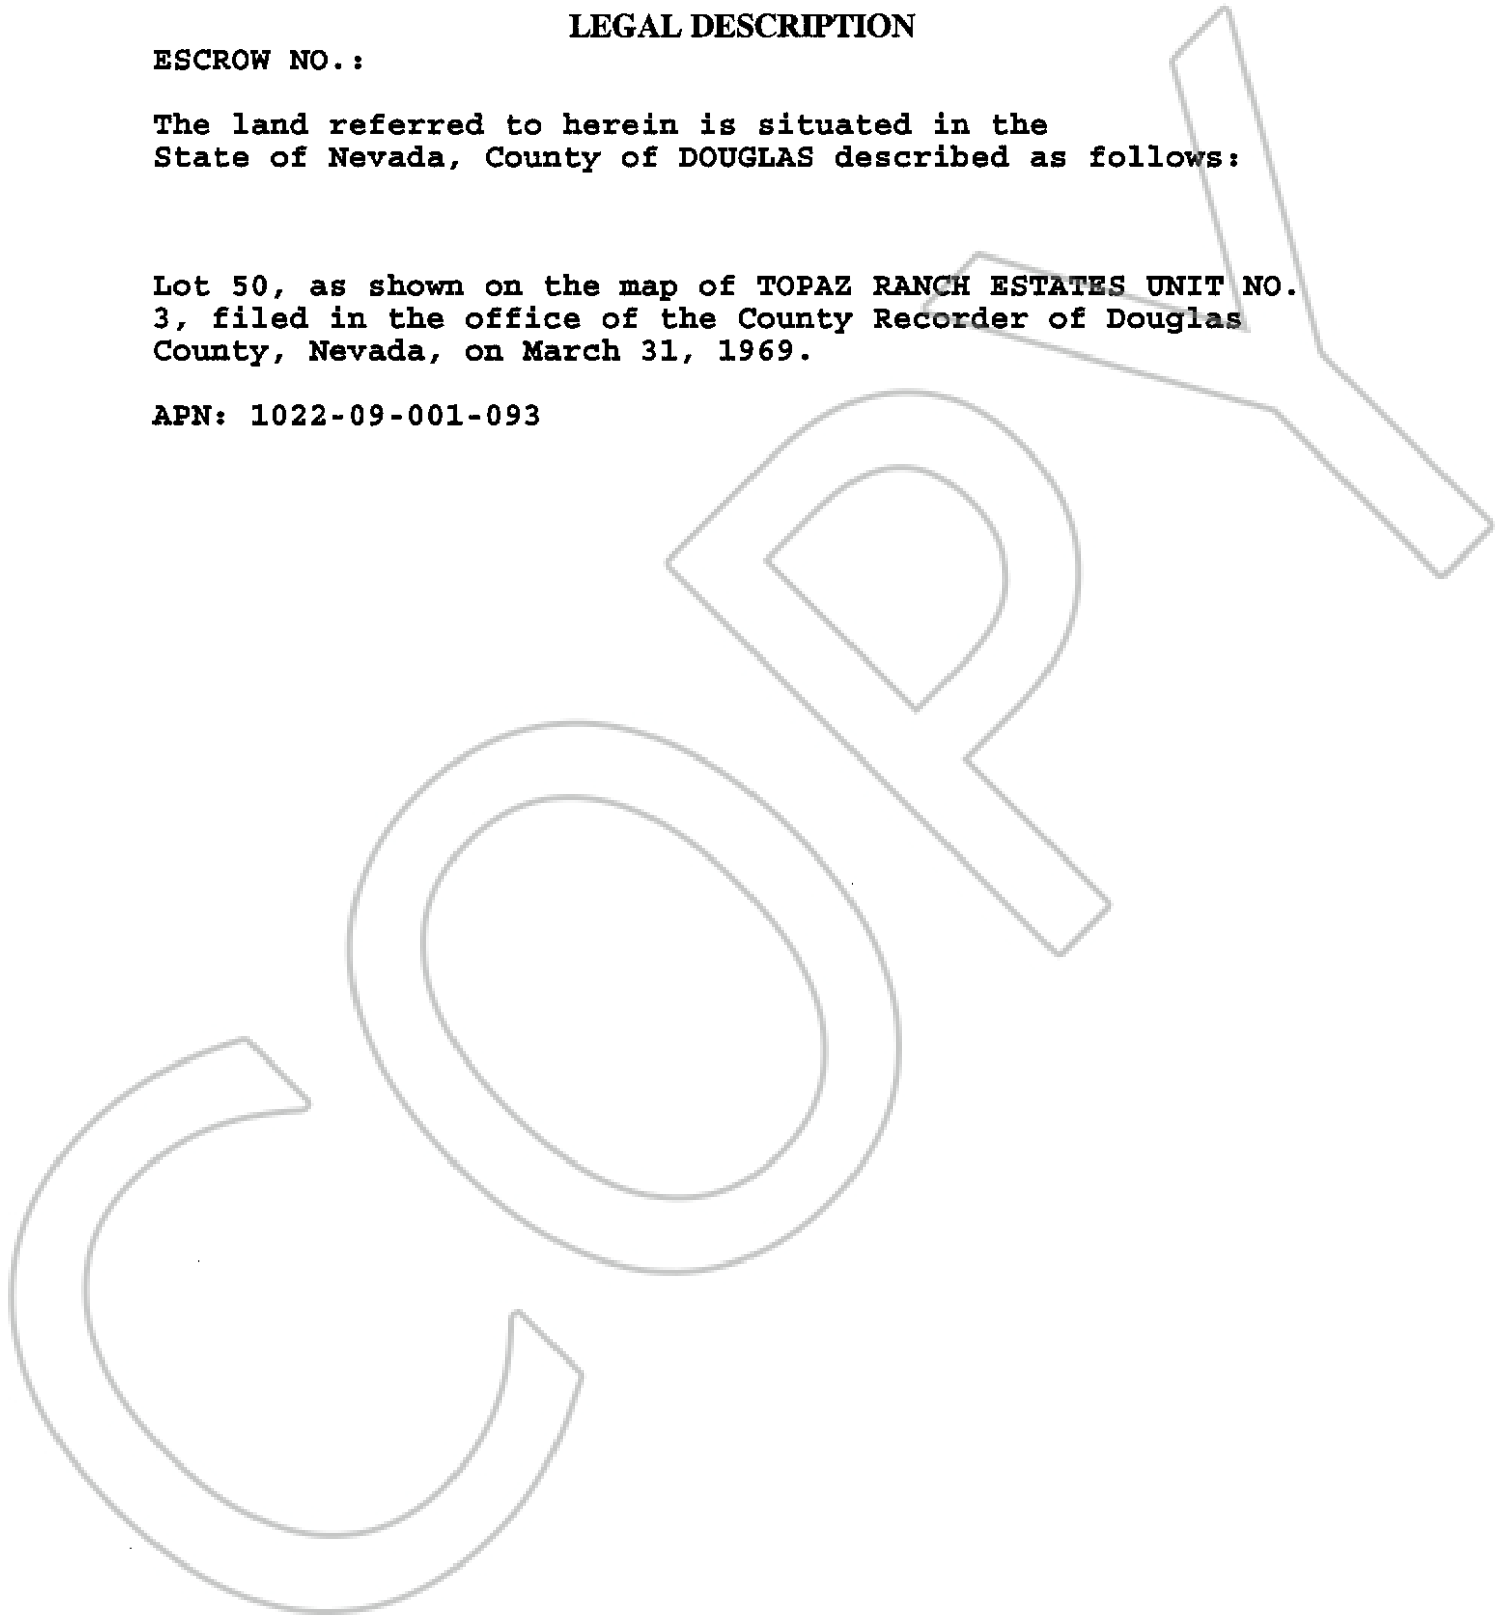 LEGAL DESCRIPTION
ESCROW NO.:
The land referred to herein is situated in the
State of Nevada, County of DOUGLAS described as follows:
Lot 50, as shown on the map of TOPAZ RANCH ESTATES UNIT NO.
3, filed in the office of the County Recorder of Douglas
County, Nevada, on March 31, 1969.
APN: 1022-09-001-093
COPY